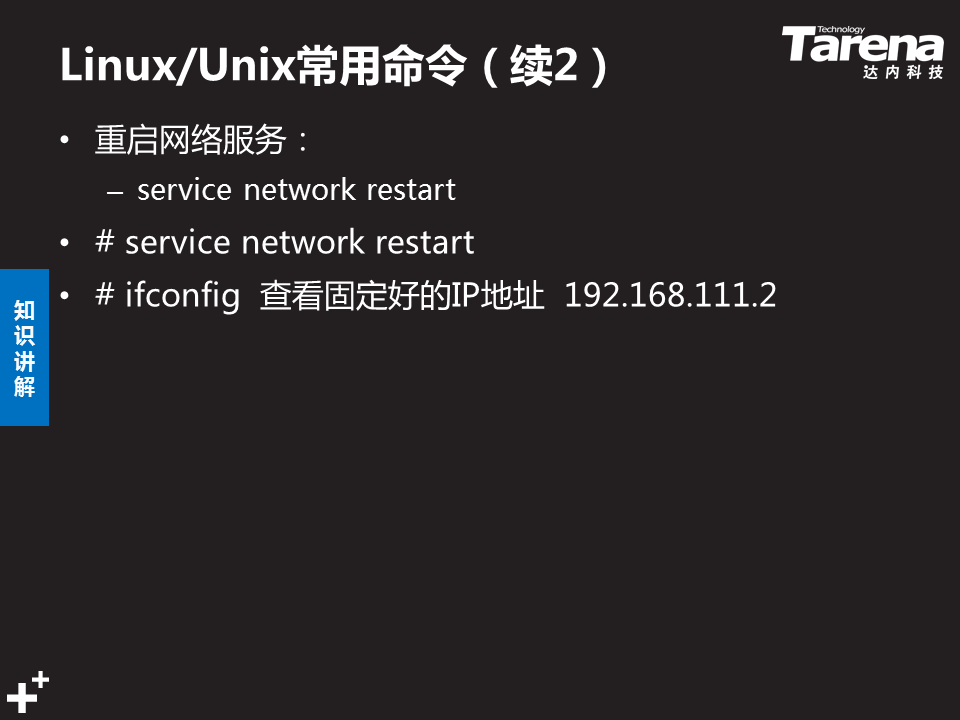 Linux/Unix常用命令（续2）
Technology
Tarena
达内科技
• 重启网络服务：
– service network restart
• # service network restart
• # ifconfig 查看固定好的IP地址 192.168.111.2
知
识
讲
解